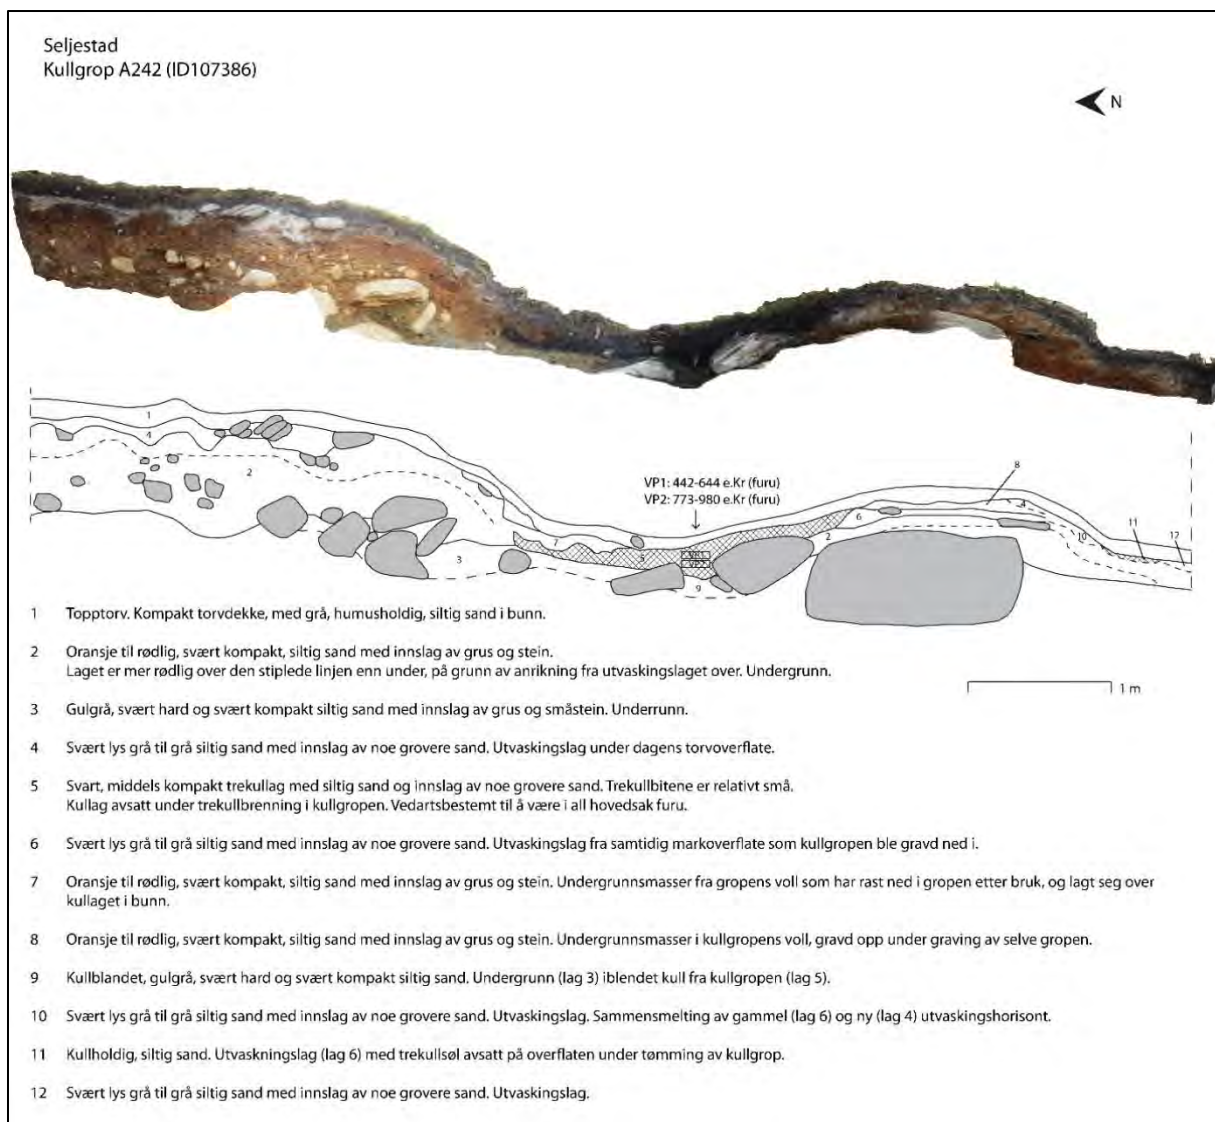 Seljestad
Kullgrop A242 (ID107386)
N
1
4
2
3
7
5
VP1: 442-644 e.Kr (furu)
VP2: 773-980 e.Kr (furu)
VP1
VP2
9
2
6
8
4
10
11
12
1 m
1 Topptorv. Kompakt torvdekke, med grå, humusholdig, siltig sand i bunn.
2 Oransje til rødlig, svært kompakt, siltig sand med innslag av grus og stein.
Laget er mer rødlig over den stiplede linjen enn under, på grunn av anrikning fra utvaskingslaget over. Undergrunn.
3 Gulgrå, svært hard og svært kompakt siltig sand med innslag av grus og småstein. Underrunn.
4 Svært lys grå til grå siltig sand med innslag av noe grovere sand. Utvaskingslag under dagens torvoverflate.
5 Svart, middels kompakt trekullag med siltig sand og innslag av noe grovere sand. Trekullbitene er relativt små.
Kullag avsatt under trekullbrenning i kullgropen. Vedartsbestemt til å være i all hovedsak furu.
6 Svært lys grå til grå siltig sand med innslag av noe grovere sand. Utvaskingslag fra samtidig markoverflate som kullgropen ble gravd ned i.
7 Oransje til rødlig, svært kompakt, siltig sand med innslag av grus og stein. Undergrunnsmasser fra gropens voll som har rast ned i gropen etter bruk, og lagt seg over
kullaget i bunn.
8 Oransje til rødlig, svært kompakt, siltig sand med innslag av grus og stein. Undergrunnsmasser i kullgropens voll, gravd opp under graving av selve gropen.
9 Kullblandet, gulgrå, svært hard og svært kompakt siltig sand. Undergrunn (lag 3) iblendet kull fra kullgropen (lag 5).
10 Svært lys grå til grå siltig sand med innslag av noe grovere sand. Utvaskingslag. Sammensmelting av gammel (lag 6) og ny (lag 4) utvaskingshorisont.
11 Kullholdig, siltig sand. Utvaskningslag (lag 6) med trekullsøl avsatt på overflaten under tømming av kullgrop.
12 Svært lys grå til grå siltig sand med innslag av noe grovere sand. Utvaskingslag.